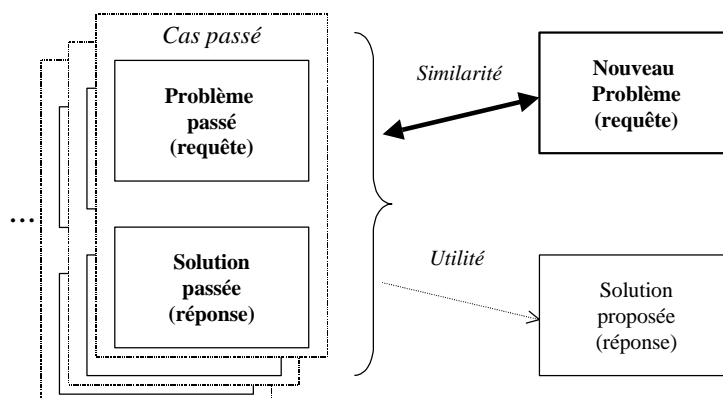 Cas passé
Problème
passé
(requête)
Solution
passée
(réponse)
...
Similarité
Utilité
Nouveau
Problème
(requête)
Solution
proposée
(réponse)